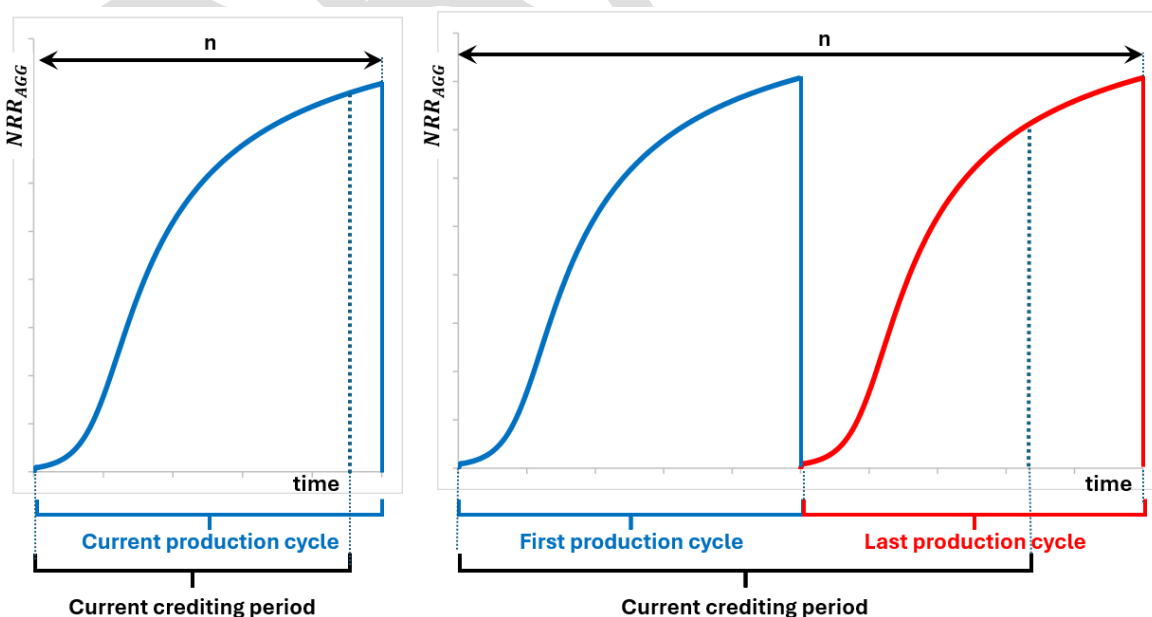 n
NRR_AGG
time
Current production cycle
Current crediting period
n
NRR_AGG
time
First production cycle
Last production cycle
Current crediting period